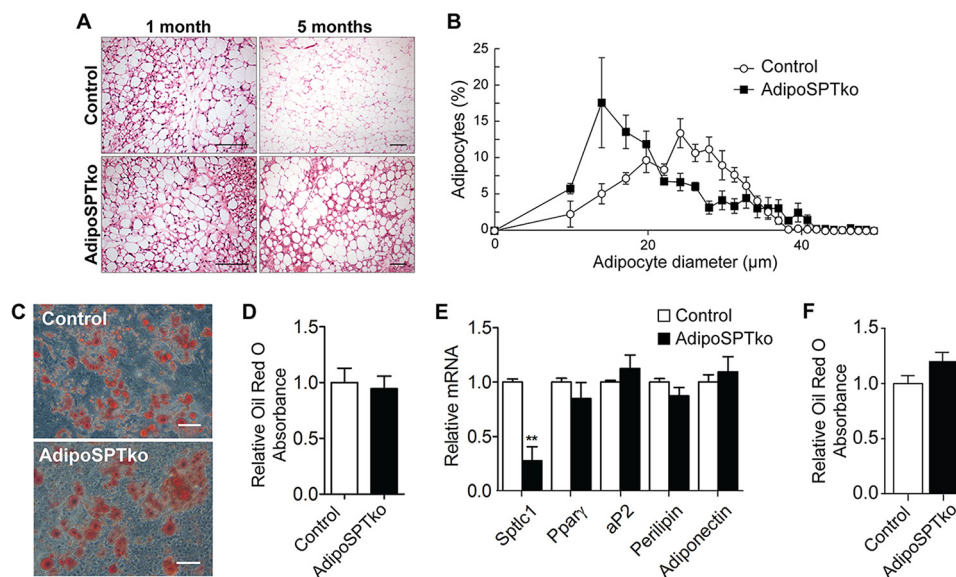 A
1 month
5 months
Control
AdipoSPTko
B
Adipocytes (%)
25
20
15
10
5
0
0
20
40
Adipocyte diameter (µm)
Control
AdipoSPTko
C
Control
AdipoSPTko
D
Relative Oil Red O
Absorbance
1.5
1.0
0.5
0.0
Control
AdipoSPTko
E
Relative mRNA
1.5
1.0
0.5
0.0
Control
AdipoSPTko
**
Sptlc1
Pparγ
aP2
Perilipin
Adiponectin
F
Relative Oil Red O
Absorbance
1.5
1.0
0.5
0.0
Control
AdipoSPTko